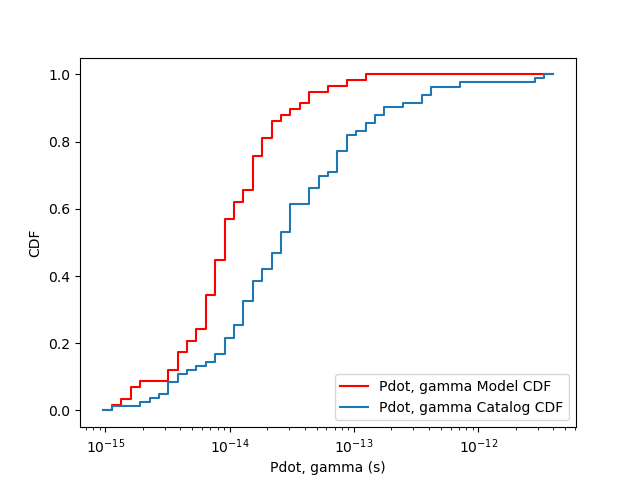 1.0
0.8
0.6
0.4
0.2
0.0
CDF
10⁻¹⁵
10⁻¹⁴
10⁻¹³
10⁻¹²
Pdot, gamma (s)
Pdot, gamma Model CDF
Pdot, gamma Catalog CDF